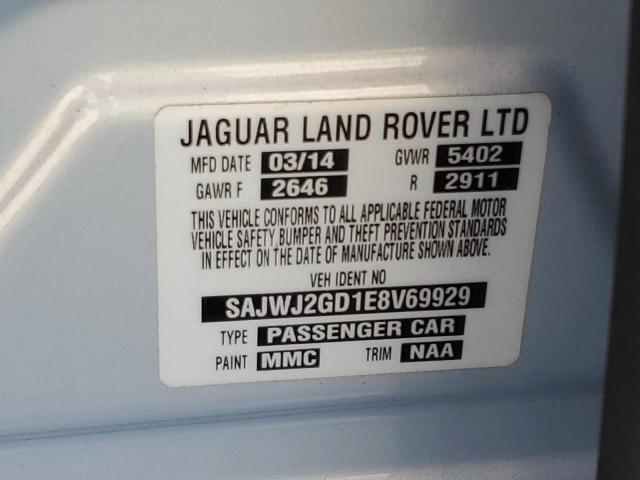 JAGUAR LAND ROVER LTD
MFD DATE 03/14 GVWR 5402
GAWR F 2646 R 2911
THIS VEHICLE CONFORMS TO ALL APPLICABLE FEDERAL MOTOR
VEHICLE SAFETY, BUMPER AND THEFT PREVENTION STANDARDS
IN EFFECT ON THE DATE OF MANUFACTURE SHOWN ABOVE.
VEH IDENT NO
SAJWJ2GD1E8V69929
TYPE PASSENGER CAR
PAINT MMC TRIM NAA